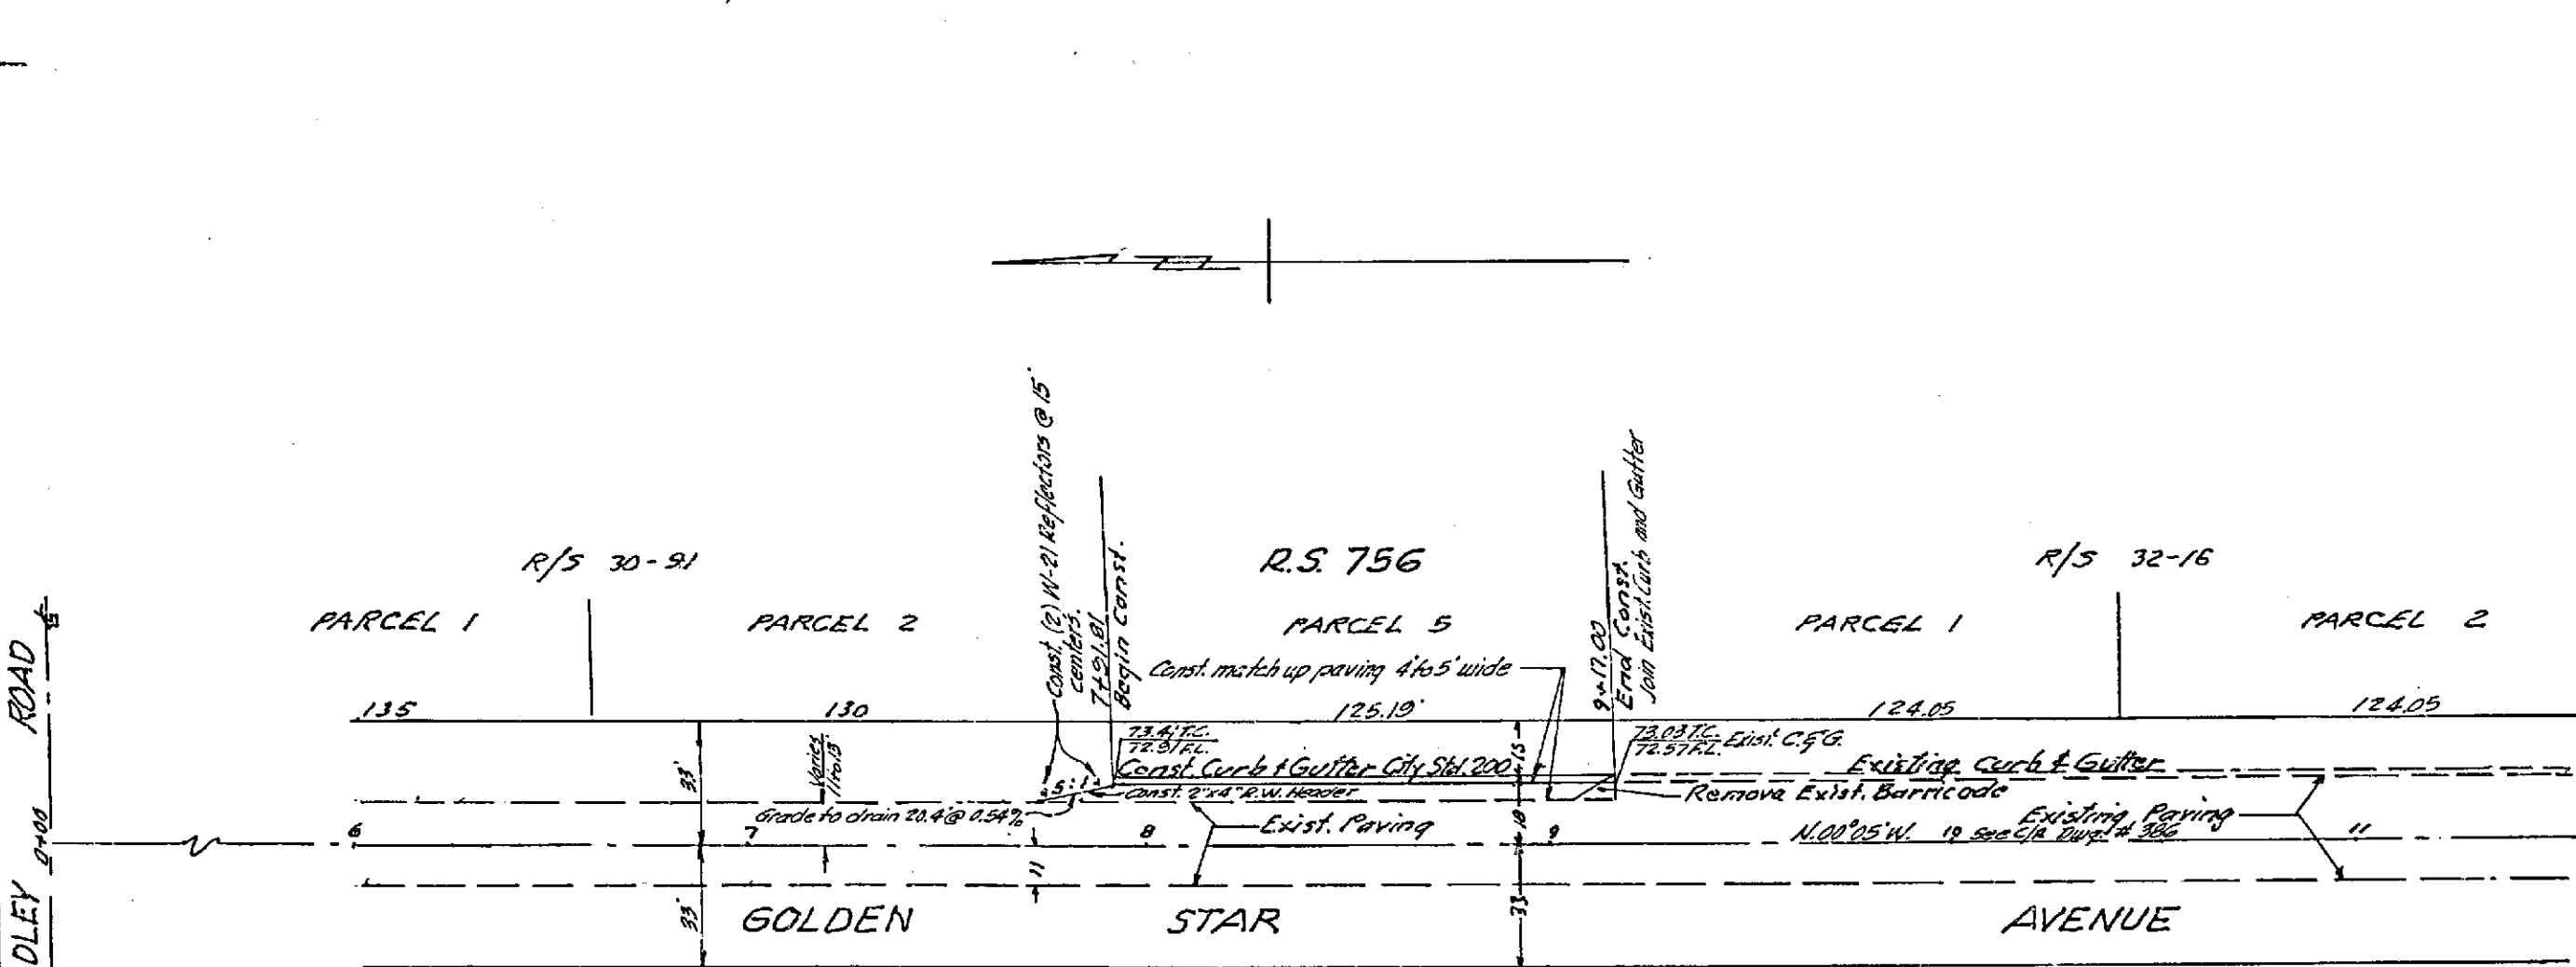 Const. (2) W-21 Reflectors @ 15'
centers.
7+91.81
Begin Const.
9+17.00
End Const.
Join Exist. Curb and Gutter
R/S 30-91
R.S. 756
R/S 32-16
PARCEL 1
PARCEL 2
PARCEL 5
PARCEL 1
PARCEL 2
Const. match up paving 4' to 5' wide
135
130
125.19'
124.05
124.05
73.41 T.C.
72.91 F.L.
73.03 T.C.
72.57 F.L.
Exist. C.&G.
Const. Curb & Gutter City Std. 200
Existing Curb & Gutter
Varies
33'
15
5:1
Const. 2"x4" R.W. Header
Remove Exist. Barricade
Grade to drain 20.4' @ 0.54%
Exist. Paving
18
Existing Paving
6
7
8
9
N.00°05'W.
10
See C/R Dwg. # 386
11
11
33'
33
GOLDEN STAR AVENUE
DLEY ROAD
0+00